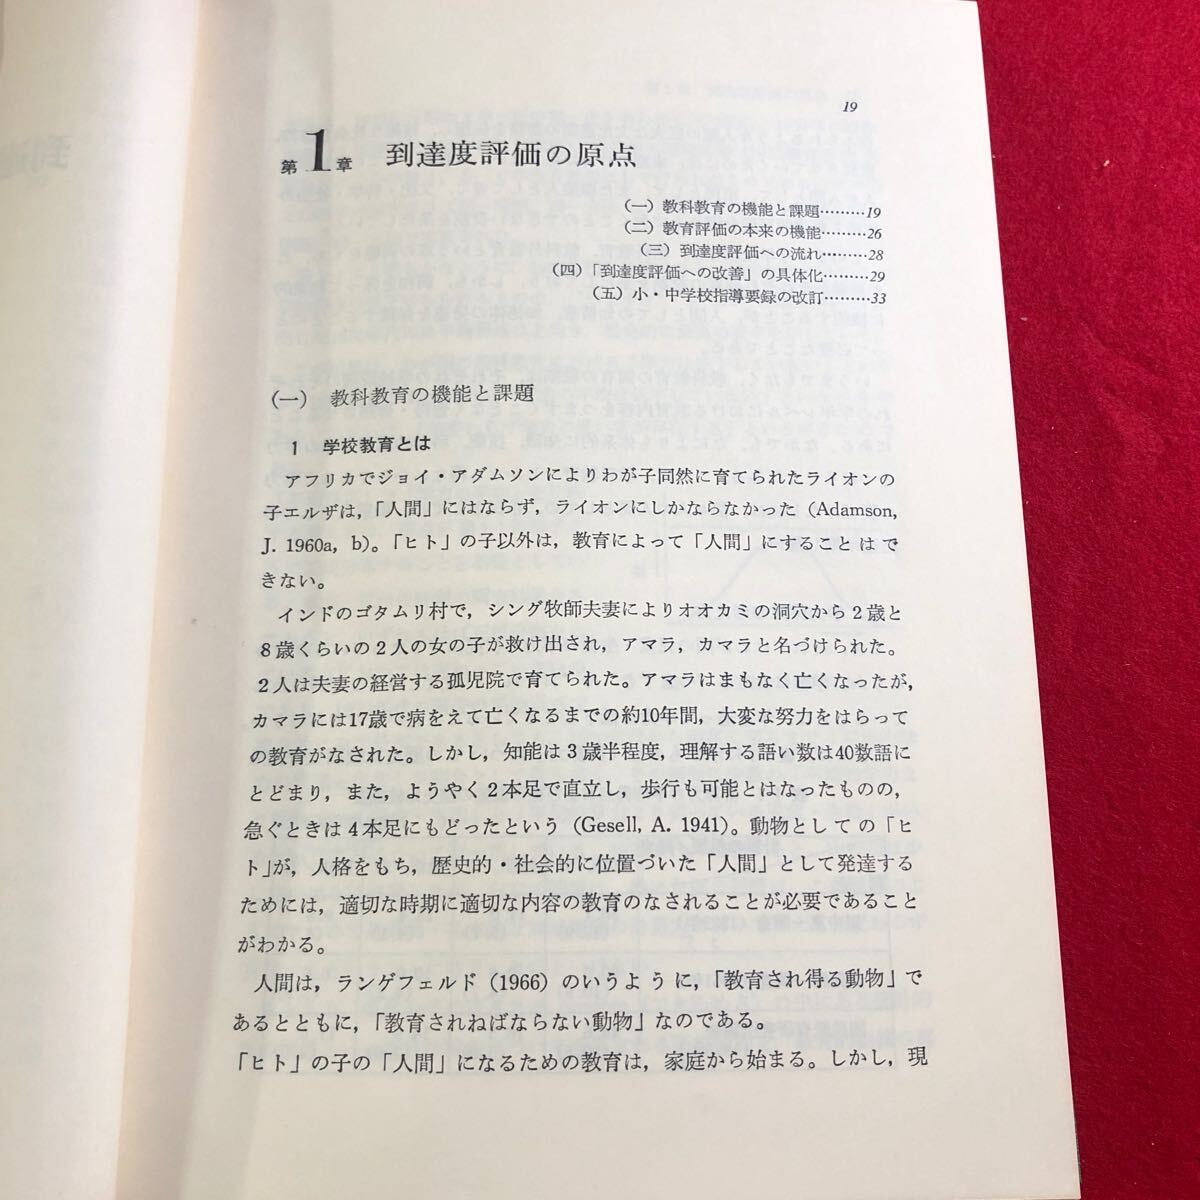 19
第1章 到達度評価の原点
(一) 教科教育の機能と課題………19
(二) 教育評価の本来の機能………26
(三) 到達度評価への流れ………28
(四)「到達度評価への改善」の具体化………29
(五) 小・中学校指導要録の改訂………33
(一) 教科教育の機能と課題
1 学校教育とは
アフリカでジョイ・アダムソンによりわが子同然に育てられたライオンの
子エルザは,「人間」にはならず,ライオンにしかならなかった (Adamson,
J. 1960a, b)。「ヒト」の子以外は,教育によって「人間」にすることはで
きない。
インドのゴタムリ村で,シング牧師夫妻によりオオカミの洞穴から2歳と
8歳くらいの2人の女の子が救け出され,アマラ,カマラと名づけられた。
2人は夫妻の経営する孤児院で育てられた。アマラはまもなく亡くなったが,
カマラには17歳で病をえて亡くなるまでの約10年間,大変な努力をはらって
の教育がなされた。しかし,知能は3歳半程度,理解する語い数は40数語に
とどまり,また,ようやく2本足で直立し,歩行も可能とはなったものの,
急ぐときは4本足にもどったという (Gesell, A. 1941)。動物としての「ヒ
ト」が,人格をもち,歴史的・社会的に位置づいた「人間」として発達する
ためには,適切な時期に適切な内容の教育のなされることが必要であること
がわかる。
人間は,ランゲフェルド (1966) のいうように,「教育され得る動物」で
あるとともに,「教育されねばならない動物」なのである。
「ヒト」の子の「人間」になるための教育は,家庭から始まる。しかし,現